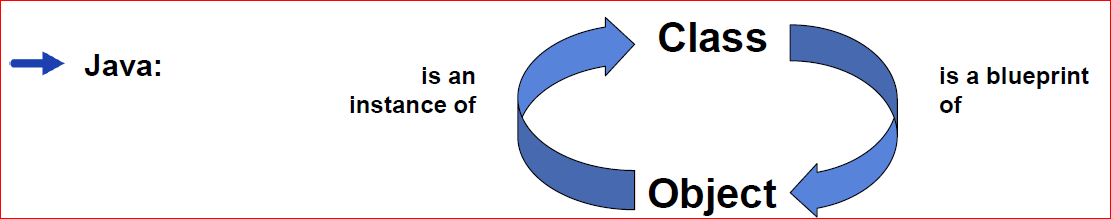 Java:
Class
is an
instance of
is a blueprint
of
Object